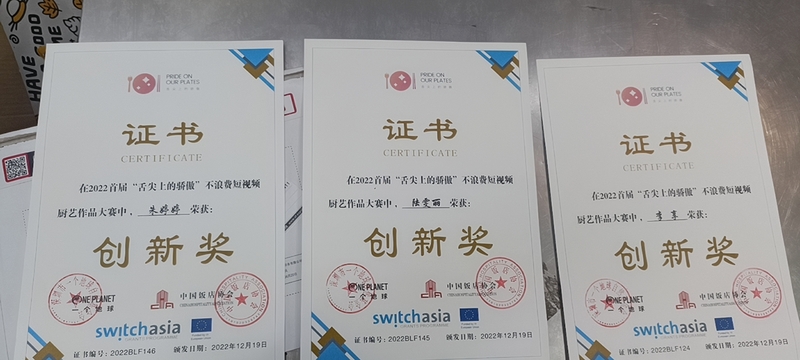 HAVE GOOD
PRIDE ON
OUR PLATES
证书
CERTIFICATE
在2022首届“舌尖上的骄傲”不浪费短视频
厨艺作品大赛中，朱婷婷 荣获：
创新奖
ONE PLANET
一个地球
中国饭店协会
switchasia
证书编号：2022BLF146 颁发日期：2022年12月19日
PRIDE ON
OUR PLATES
证书
CERTIFICATE
在2022首届“舌尖上的骄傲”不浪费短视频
厨艺作品大赛中，陆雯丽 荣获：
创新奖
ONE PLANET
一个地球
中国饭店协会
switchasia
证书编号：2022BLF145 颁发日期：2022年12月19日
PRIDE ON
OUR PLATES
证书
CERTIFICATE
在2022首届“舌尖上的骄傲”不浪费短视频
厨艺作品大赛中，李享 荣获：
创新奖
ONE PLANET
一个地球
中国饭店协会
switchasia
证书编号：2022BLF124 颁发日期：2022年12月19日